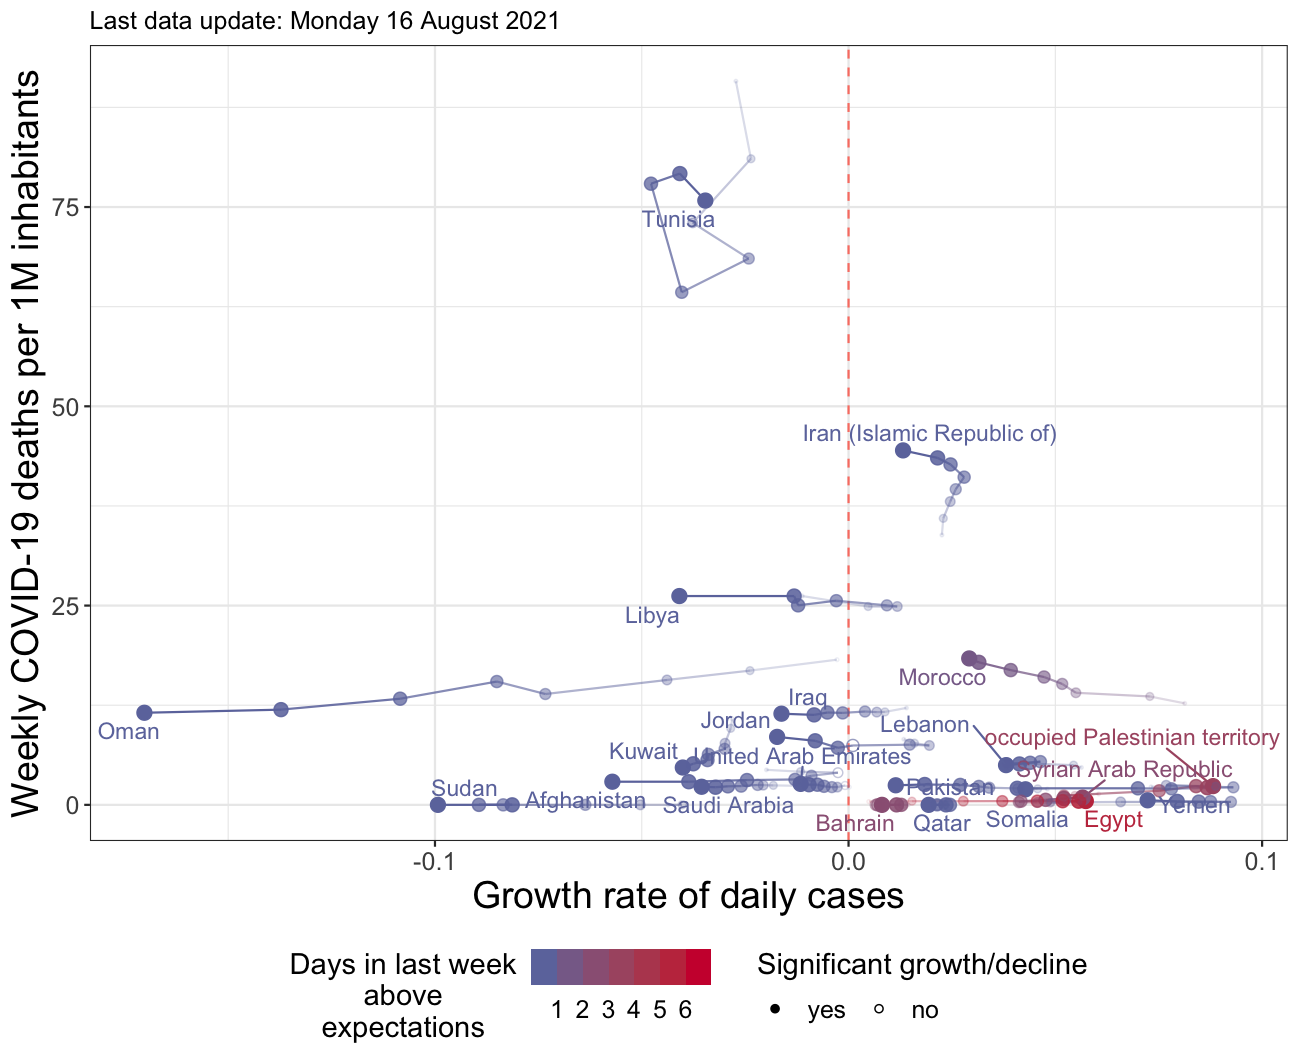 Last data update: Monday 16 August 2021
Weekly COVID-19 deaths per 1M inhabitants
75
50
25
0
Tunisia
Iran (Islamic Republic of)
Libya
Morocco
Oman
Iraq
Jordan
Lebanon
occupied Palestinian territory
Kuwait
United Arab Emirates
Syrian Arab Republic
Sudan
Afghanistan
Saudi Arabia
Pakistan
Yemen
Bahrain
Qatar
Somalia
Egypt
-0.1
0.0
0.1
Growth rate of daily cases
Days in last week
above
expectations
1 2 3 4 5 6
Significant growth/decline
yes
no